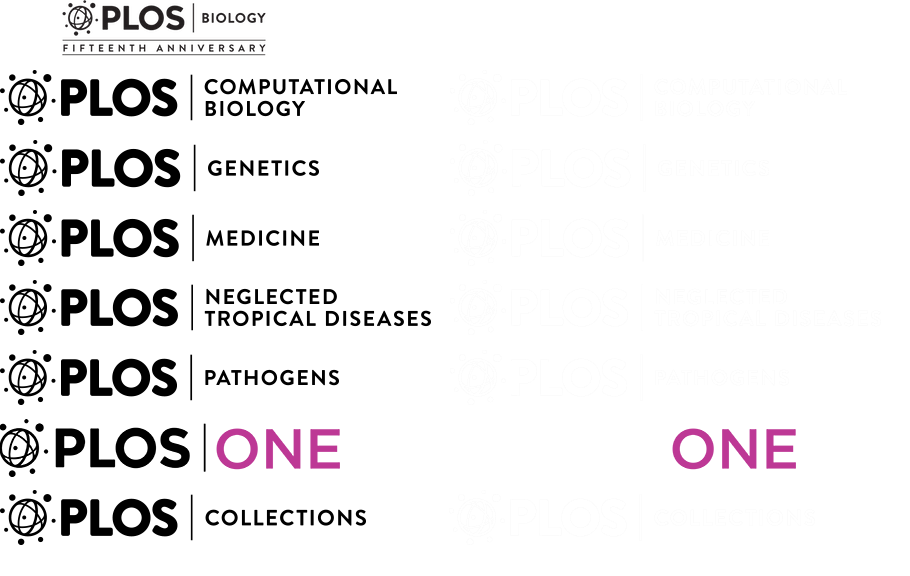 PLOS BIOLOGY
FIFTEENTH ANNIVERSARY
PLOS COMPUTATIONAL
BIOLOGY
PLOS GENETICS
PLOS MEDICINE
PLOS NEGLECTED
TROPICAL DISEASES
PLOS PATHOGENS
PLOS ONE ONE
PLOS COLLECTIONS